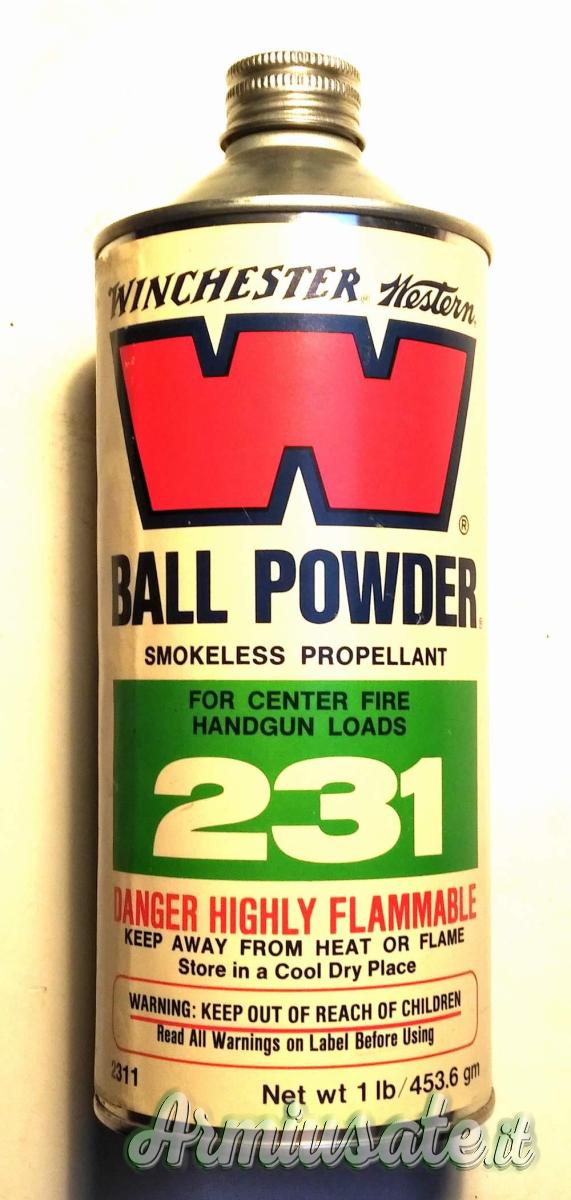 WINCHESTER® Western®
W®
BALL POWDER®
SMOKELESS PROPELLANT
FOR CENTER FIRE
HANDGUN LOADS
231
DANGER HIGHLY FLAMMABLE
KEEP AWAY FROM HEAT OR FLAME
Store in a Cool Dry Place
WARNING: KEEP OUT OF REACH OF CHILDREN
Read All Warnings on Label Before Using
2311
Net wt 1 lb/453.6 gm
Armiusate.it